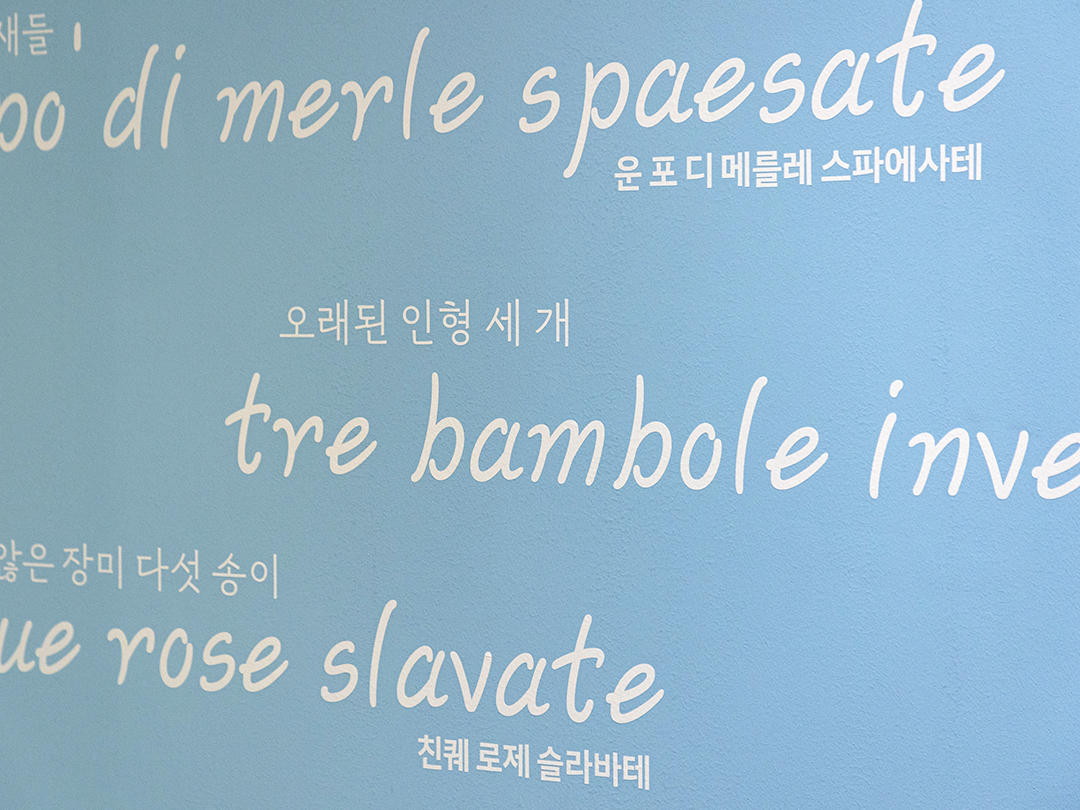 새들
po di merle spaesate
운 포 디 메를레 스파에사테
오래된 인형 세 개
tre bambole inve
않은 장미 다섯 송이
ue rose slavate
친퀘 로제 슬라바테